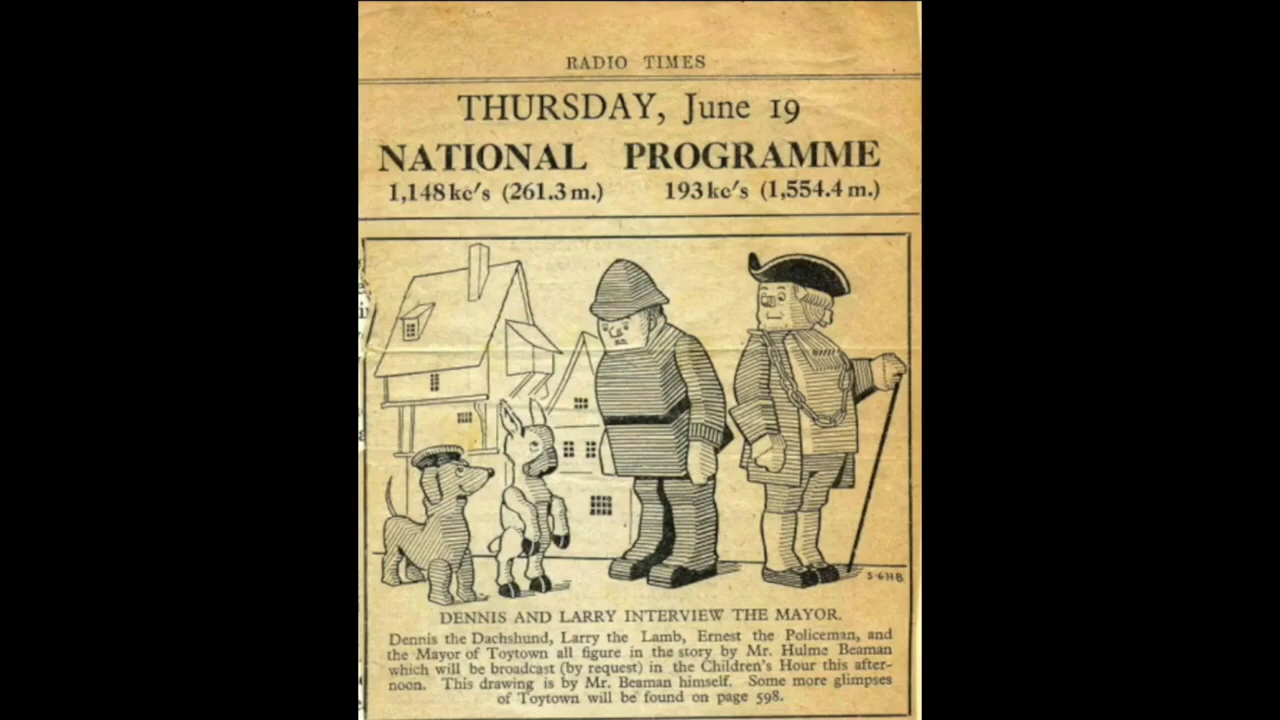 RADIO TIMES
THURSDAY, June 19
NATIONAL PROGRAMME
1,148 kc's (261.3 m.) 193 kc's (1,554.4 m.)
S·G·H·B
DENNIS AND LARRY INTERVIEW THE MAYOR.
Dennis the Dachshund, Larry the Lamb, Ernest the Policeman, and
the Mayor of Toytown all figure in the story by Mr. Hulme Beaman
which will be broadcast (by request) in the Children's Hour this after-
noon. This drawing is by Mr. Beaman himself. Some more glimpses
of Toytown will be found on page 598.